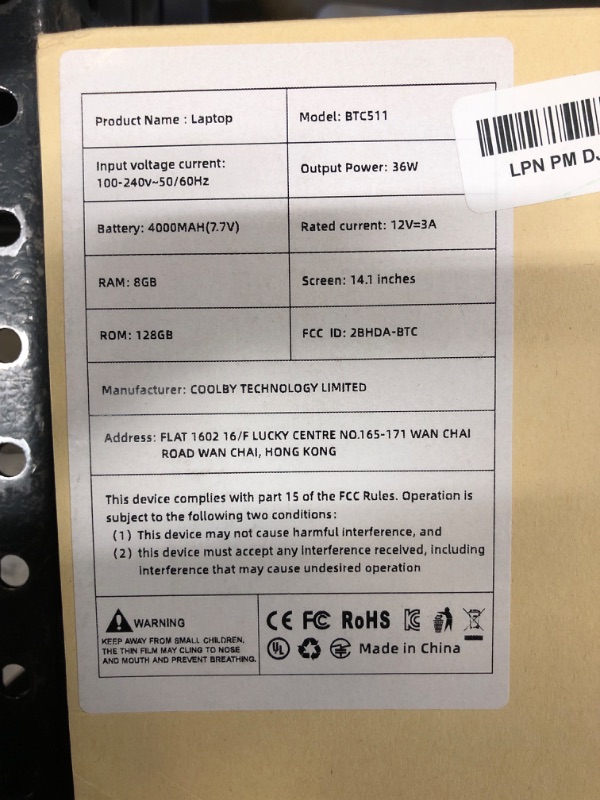 Product Name : Laptop
Model: BTC511
Input voltage current:
100-240v~50/60Hz
Output Power: 36W
Battery: 4000MAH(7.7V)
Rated current: 12V=3A
RAM: 8GB
Screen: 14.1 inches
ROM: 128GB
FCC ID: 2BHDA-BTC
Manufacturer: COOLBY TECHNOLOGY LIMITED
Address: FLAT 1602 16/F LUCKY CENTRE NO.165-171 WAN CHAI
ROAD WAN CHAI, HONG KONG
This device complies with part 15 of the FCC Rules. Operation is
subject to the following two conditions:
(1) This device may not cause harmful interference, and
(2) this device must accept any interference received, including
interference that may cause undesired operation
WARNING
KEEP AWAY FROM SMALL CHILDREN,
THE THIN FILM MAY CLING TO NOSE
AND MOUTH AND PREVENT BREATHING.
CE FC RoHS
UL Made in China
LPN PM DJ